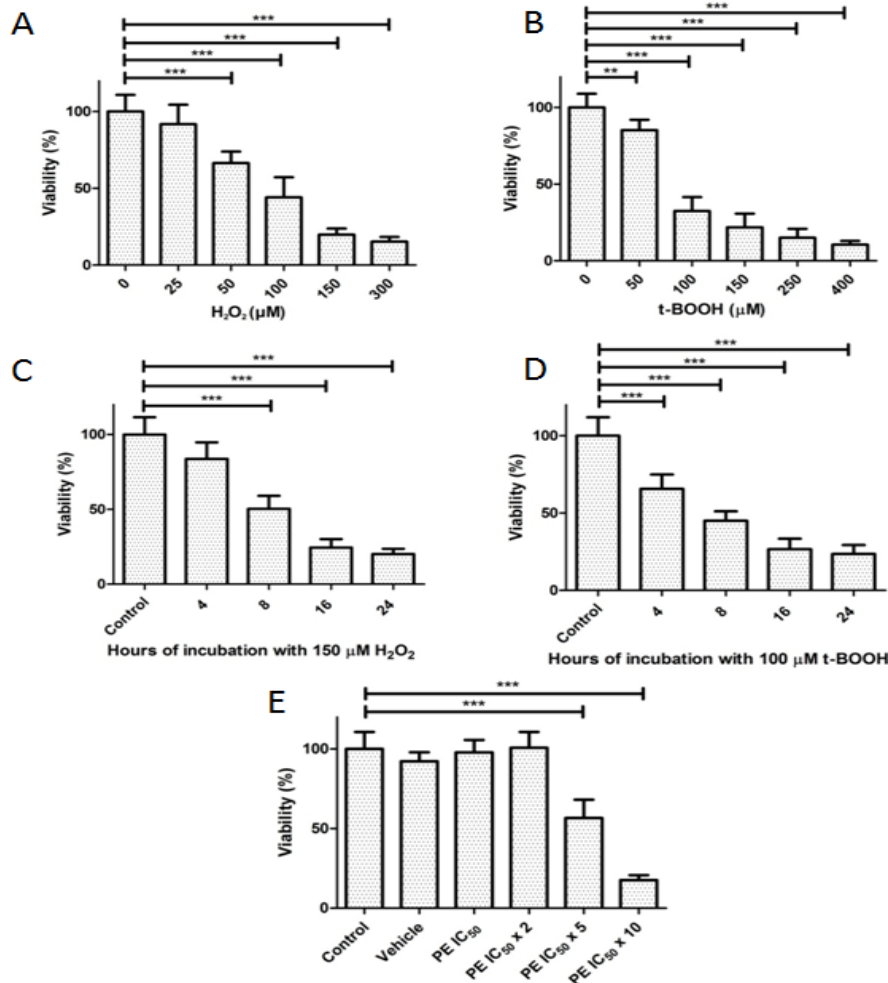 A
***
***
***
***
Viability (%)
100
50
0
0 25 50 100 150 300
H₂O₂ (µM)
B
***
***
***
***
**
Viability (%)
100
50
0
0 50 100 150 250 400
t-BOOH (µM)
C
***
***
***
Viability (%)
100
50
0
Control 4 8 16 24
Hours of incubation with 150 µM H₂O₂
D
***
***
***
***
Viability (%)
100
50
0
Control 4 8 16 24
Hours of incubation with 100 µM t-BOOH
E
***
***
Viability (%)
100
50
0
Control Vehicle PE IC₅₀ PE IC₅₀ x 2 PE IC₅₀ x 5 PE IC₅₀ x 10